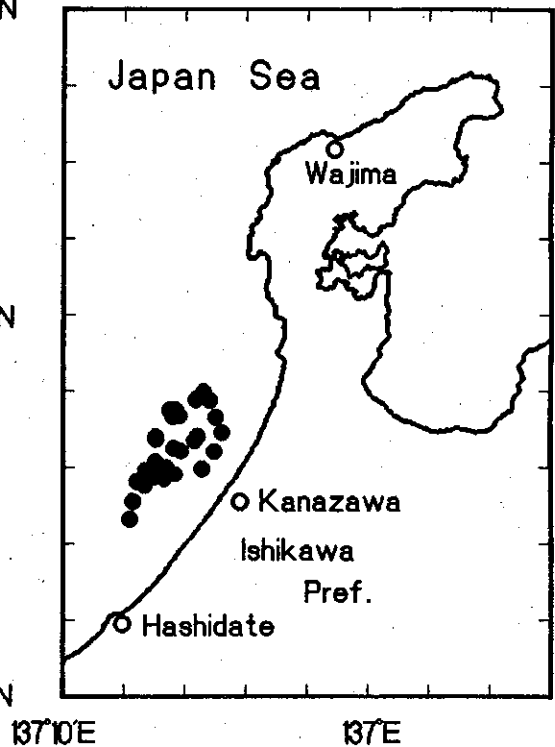 N
Japan Sea
Wajima
N
Kanazawa
Ishikawa
Pref.
Hashidate
N
137°10'E
137°E